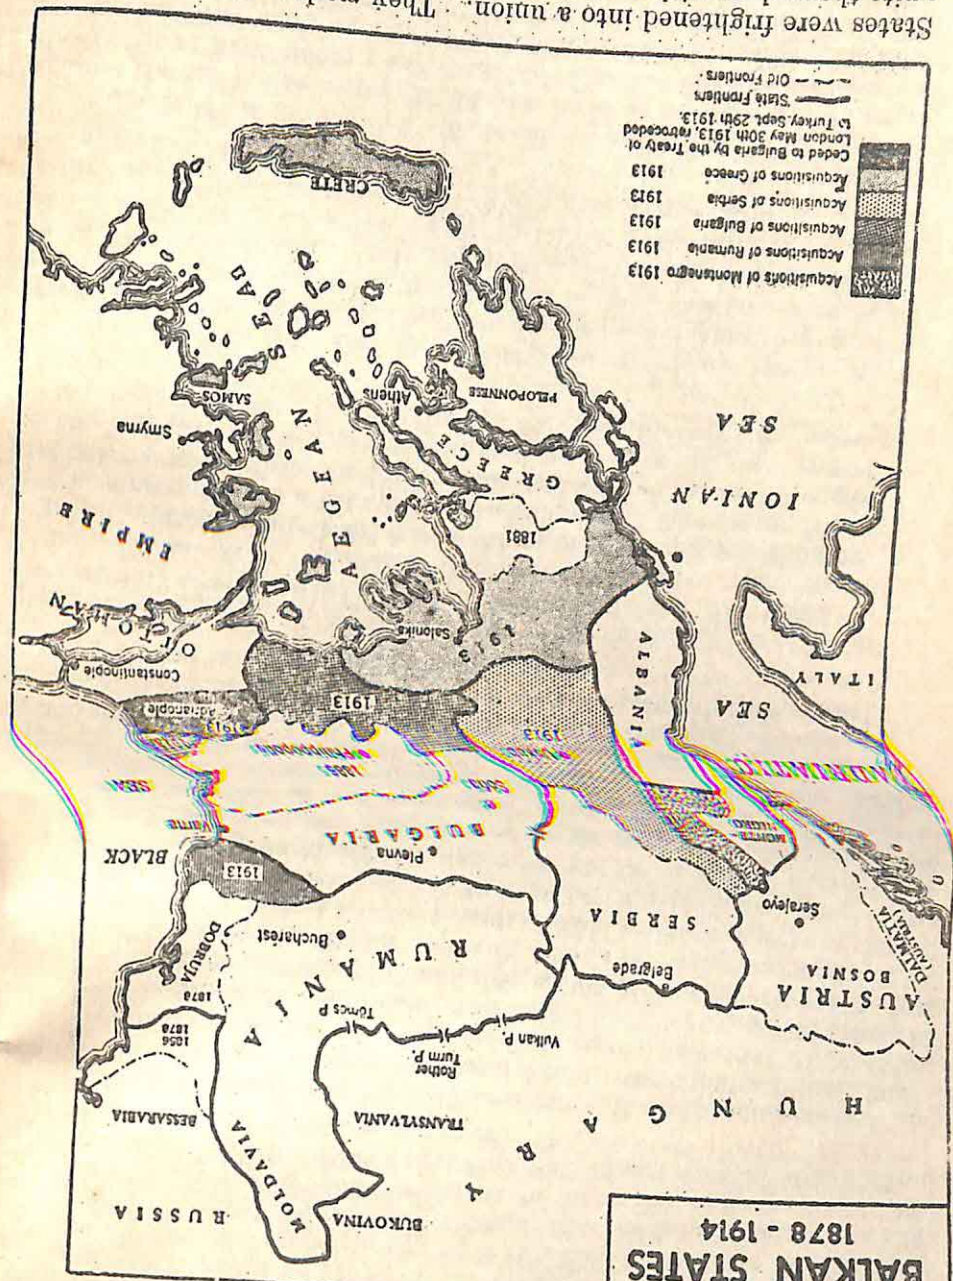 BALKAN STATES
1878 - 1914
RUSSIA
BUKOVINA
MOLDAVIA
BESSARABIA
HUNGARY
TRANSYLVANIA
1856
1878
1878
Rother
Turm P.
Vulkan P.
Tömös P.
DOBRUJA
RUMANIA
Bucharest
AUSTRIA
BOSNIA
DALMATIA
(AUSTRIA)
Belgrade
SERBIA
Serajevo
1913
BLACK
SEA
Varna
Plevna
BULGARIA
MONTE-
NEGRO
Sofia
1885
Philippopolis
ADRIATIC
SEA
1913
1913
1913
Adrianople
Constantinople
ITALY
ALBANIA
1913
Salonika
OTTOMAN
EMPIRE
1881
IONIAN
SEA
GREECE
AEGEAN
SEA
Smyrna
SAMOS
Athens
PELOPONNESE
CRETE
Acquisitions of Montenegro 1913
Acquisitions of Rumania 1913
Acquisitions of Bulgaria 1913
Acquisitions of Serbia 1913
Acquisitions of Greece 1913
Ceded to Bulgaria by the Treaty of
London May 30th 1913, retroceded
to Turkey. Sept. 29th 1913.
State Frontiers
Old Frontiers
States were frightened into a union. They